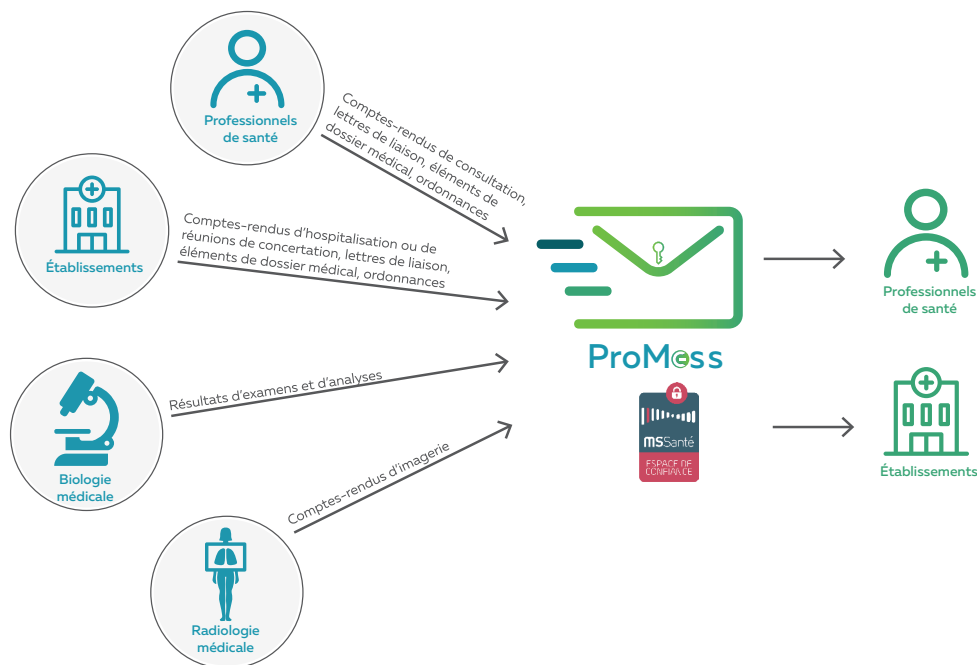 Professionnels
de santé
Comptes-rendus de consultation,
lettres de liaison, éléments de
dossier médical, ordonnances
Établissements
Comptes-rendus d'hospitalisation ou de
réunions de concertation, lettres de liaison,
éléments de dossier médical, ordonnances
Biologie
médicale
Résultats d'examens et d'analyses
Radiologie
médicale
Comptes-rendus d'imagerie
ProMess
MSSanté
ESPACE DE
CONFIANCE
Professionnels
de santé
Établissements